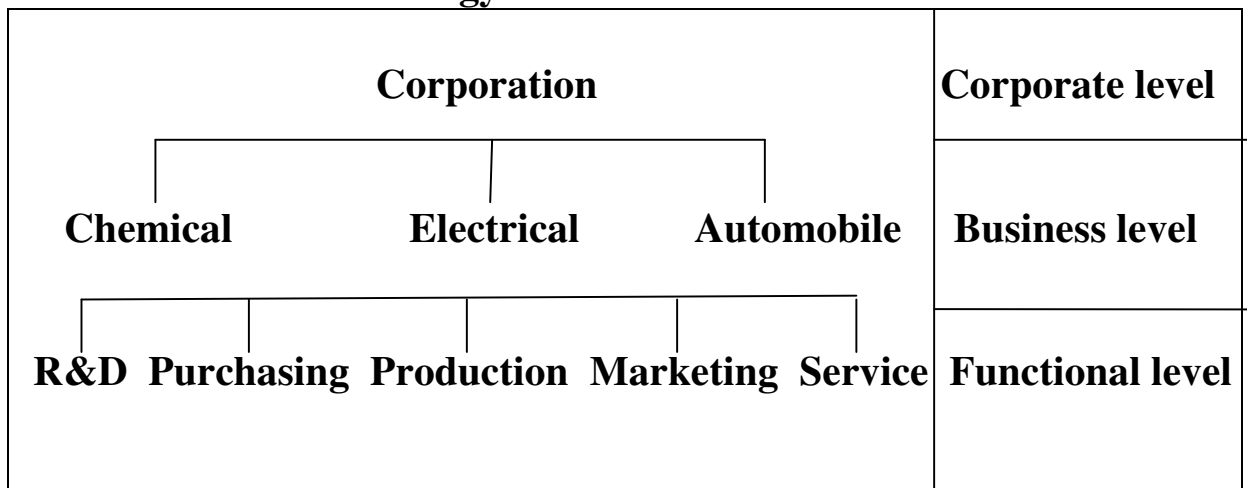 Corporation Corporate level
Chemical Electrical Automobile Business level
R&D Purchasing Production Marketing Service Functional level